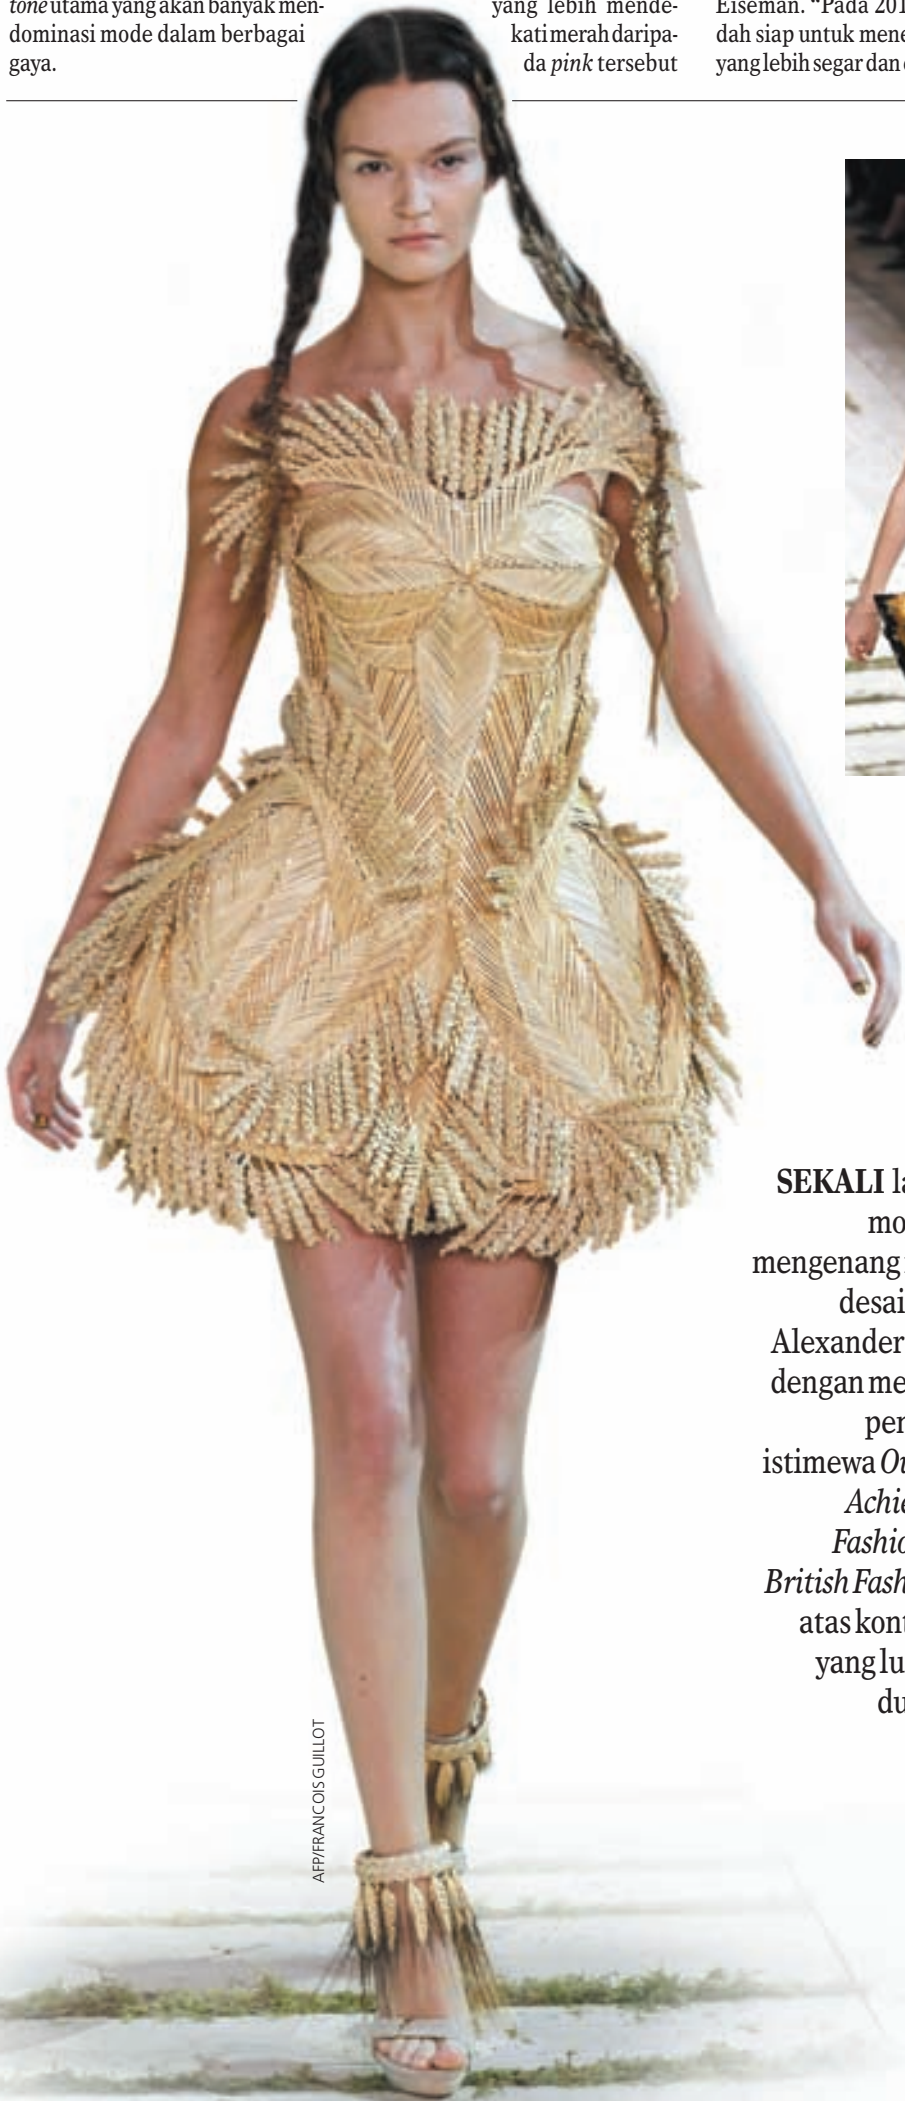 tone utama yang akan banyak men-
dominasi mode dalam berbagai
gaya.
yang lebih mende-
kati merah daripa-
da pink tersebut
Eiseman. “Pada 201
dah siap untuk mene
yang lebih segar dan
SEKALI la
mo
mengenang
desai
Alexander
dengan me
per
istimewa Ou
Achie
Fashio
British Fash
atas kont
yang lu
du
AFP/FRANCOIS GUILLOT